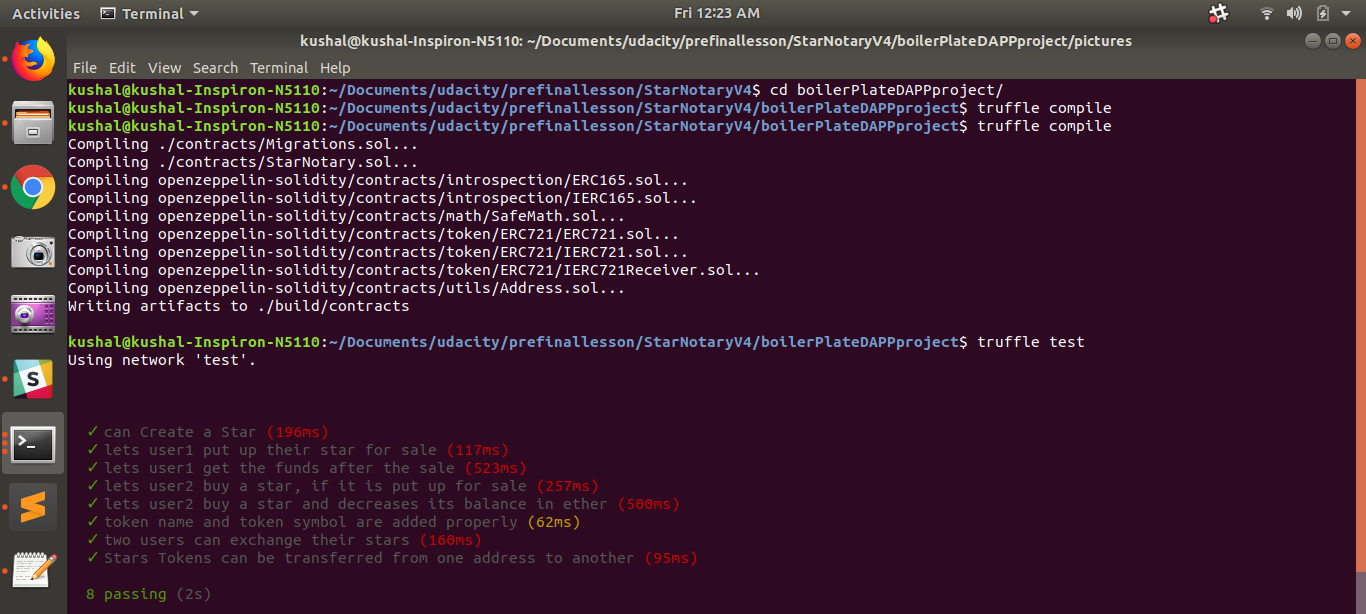 Activities Terminal Fri 12:23 AM
kushal@kushal-Inspiron-N5110: ~/Documents/udacity/prefinallesson/StarNotaryV4/boilerPlateDAPPproject/pictures
File Edit View Search Terminal Help
kushal@kushal-Inspiron-N5110:~/Documents/udacity/prefinallesson/StarNotaryV4$ cd boilerPlateDAPPproject/
kushal@kushal-Inspiron-N5110:~/Documents/udacity/prefinallesson/StarNotaryV4/boilerPlateDAPPproject$ truffle compile
kushal@kushal-Inspiron-N5110:~/Documents/udacity/prefinallesson/StarNotaryV4/boilerPlateDAPPproject$ truffle compile
Compiling ./contracts/Migrations.sol...
Compiling ./contracts/StarNotary.sol...
Compiling openzeppelin-solidity/contracts/introspection/ERC165.sol...
Compiling openzeppelin-solidity/contracts/introspection/IERC165.sol...
Compiling openzeppelin-solidity/contracts/math/SafeMath.sol...
Compiling openzeppelin-solidity/contracts/token/ERC721/ERC721.sol...
Compiling openzeppelin-solidity/contracts/token/ERC721/IERC721.sol...
Compiling openzeppelin-solidity/contracts/token/ERC721/IERC721Receiver.sol...
Compiling openzeppelin-solidity/contracts/utils/Address.sol...
Writing artifacts to ./build/contracts
kushal@kushal-Inspiron-N5110:~/Documents/udacity/prefinallesson/StarNotaryV4/boilerPlateDAPPproject$ truffle test
Using network 'test'.
✓ can Create a Star (196ms)
✓ lets user1 put up their star for sale (117ms)
✓ lets user1 get the funds after the sale (523ms)
✓ lets user2 buy a star, if it is put up for sale (257ms)
✓ lets user2 buy a star and decreases its balance in ether (500ms)
✓ token name and token symbol are added properly (62ms)
✓ two users can exchange their stars (160ms)
✓ Stars Tokens can be transferred from one address to another (95ms)
8 passing (2s)